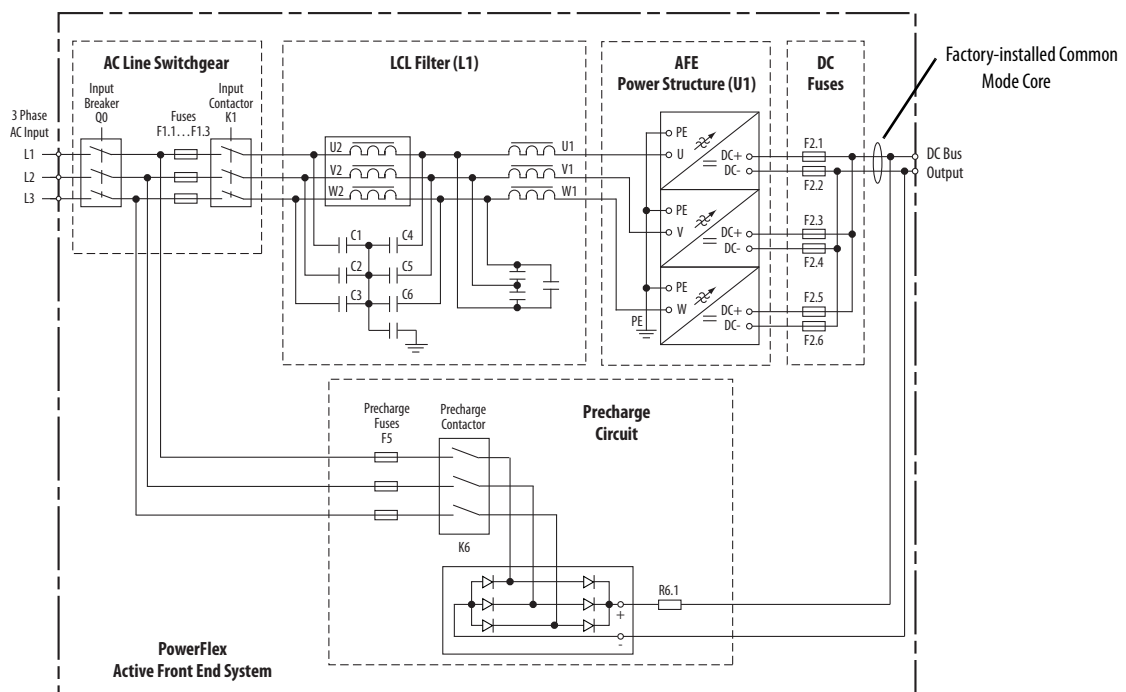 AC Line Switchgear
LCL Filter (L1)
AFE
Power Structure (U1)
DC
Fuses
Factory-installed Common
Mode Core
Input
Breaker
Q0
Fuses
F1.1...F1.3
Input
Contactor
K1
3 Phase
AC Input
L1
L2
L3
U2
V2
W2
U1
V1
W1
C1
C4
C2
C5
C3
C6
PE
U
DC+
DC-
PE
V
DC+
DC-
PE
W
DC+
DC-
PE
F2.1
F2.2
F2.3
F2.4
F2.5
F2.6
DC Bus
Output
Precharge
Fuses
F5
Precharge
Contactor
K6
Precharge
Circuit
R6.1
+
-
PowerFlex
Active Front End System